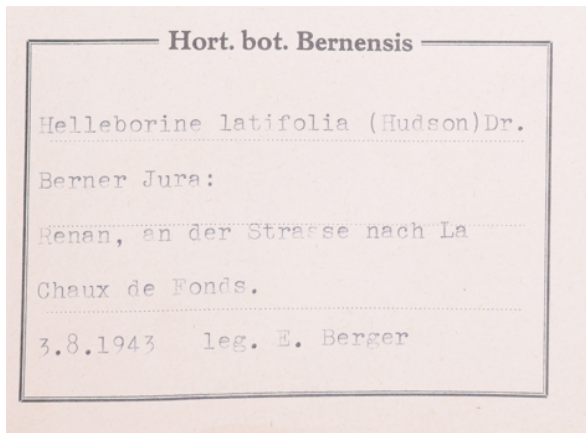 Hort. bot. Bernensis
Helleborine latifolia (Hudson)Dr.
Berner Jura:
Renan, an der Strasse nach La
Chaux de Fonds.
3.8.1943 leg. E. Berger